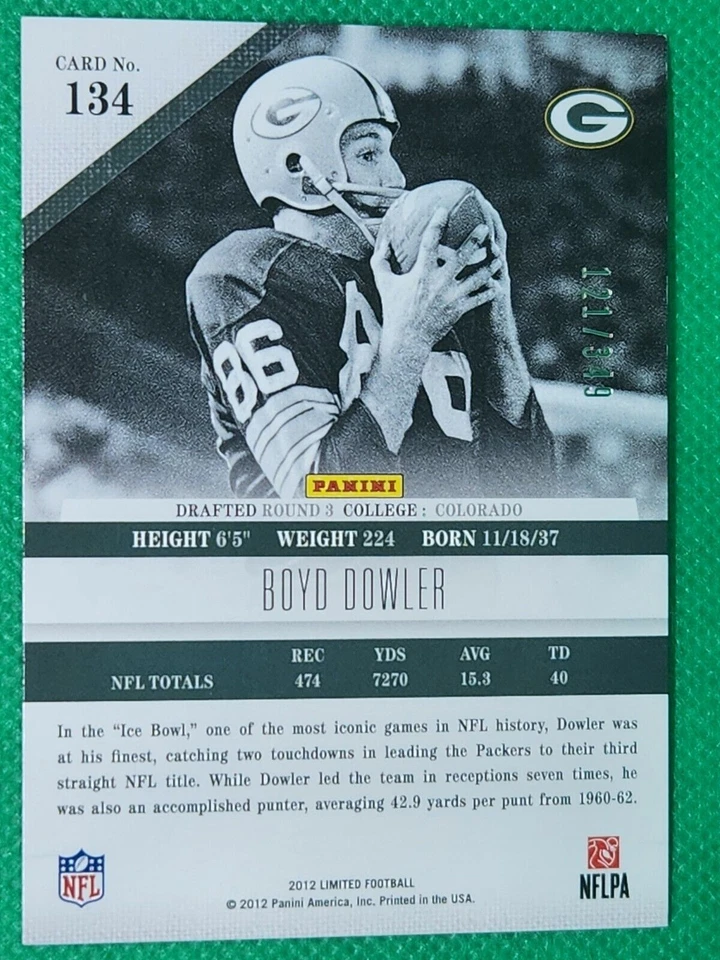 CARD No.
134
G
G
121/349
86
PANINI
DRAFTED ROUND 3 COLLEGE: COLORADO
HEIGHT 6'5" WEIGHT 224 BORN 11/18/37
BOYD DOWLER
REC YDS AVG TD
NFL TOTALS 474 7270 15.3 40
In the “Ice Bowl,” one of the most iconic games in NFL history, Dowler was
at his finest, catching two touchdowns in leading the Packers to their third
straight NFL title. While Dowler led the team in receptions seven times, he
was also an accomplished punter, averaging 42.9 yards per punt from 1960-62.
NFL
2012 LIMITED FOOTBALL
© 2012 Panini America, Inc. Printed in the USA.
NFLPA